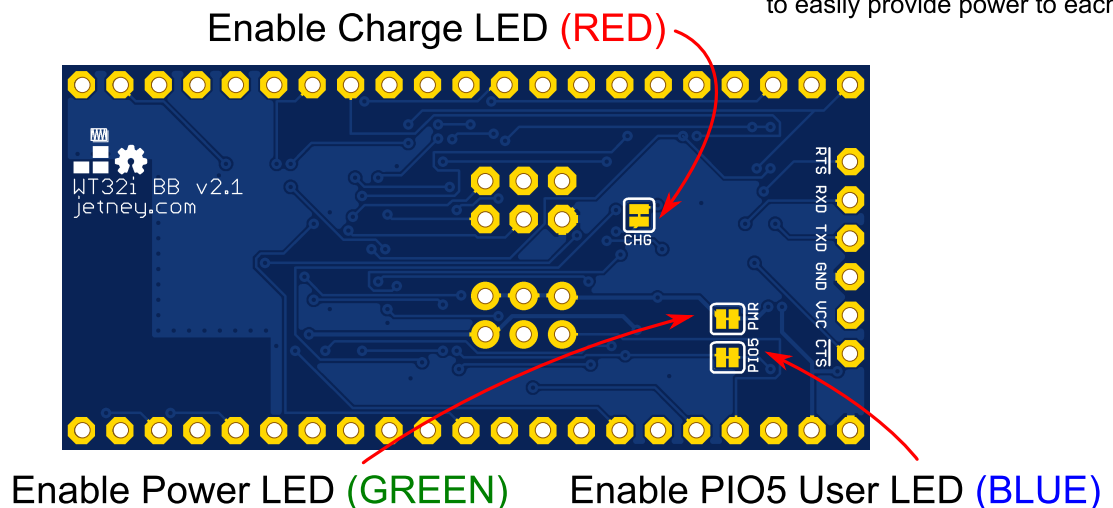 to easily provide power to each
Enable Charge LED (RED)
WT32i BB v2.1
jetney.com
CHG
RTS
RXD
TXD
GND
VCC
CTS
PWR
PIO5
Enable Power LED (GREEN)
Enable PIO5 User LED (BLUE)